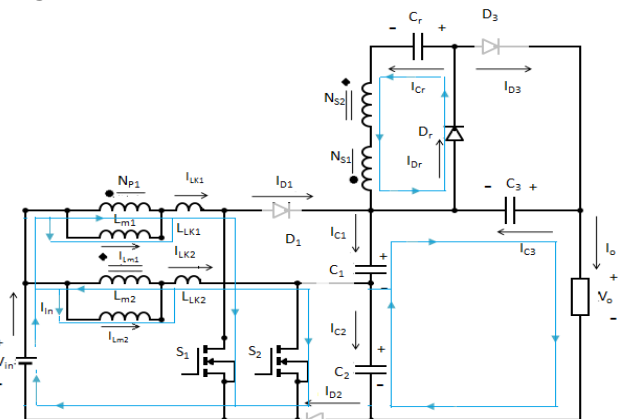 - Cr +
D3
ICr
ID3
NS2
Dr
NS1
IDr
NP1
ILK1
ID1
- C3 +
Lm1
LLK1
D1
IC1
IC3
Io
ILm1
ILK2
C1
+
-
+
Vo
-
Lm2
LLK2
Iin
ILm2
IC2
S1
S2
+
Vin
-
C2
+
-
ID2